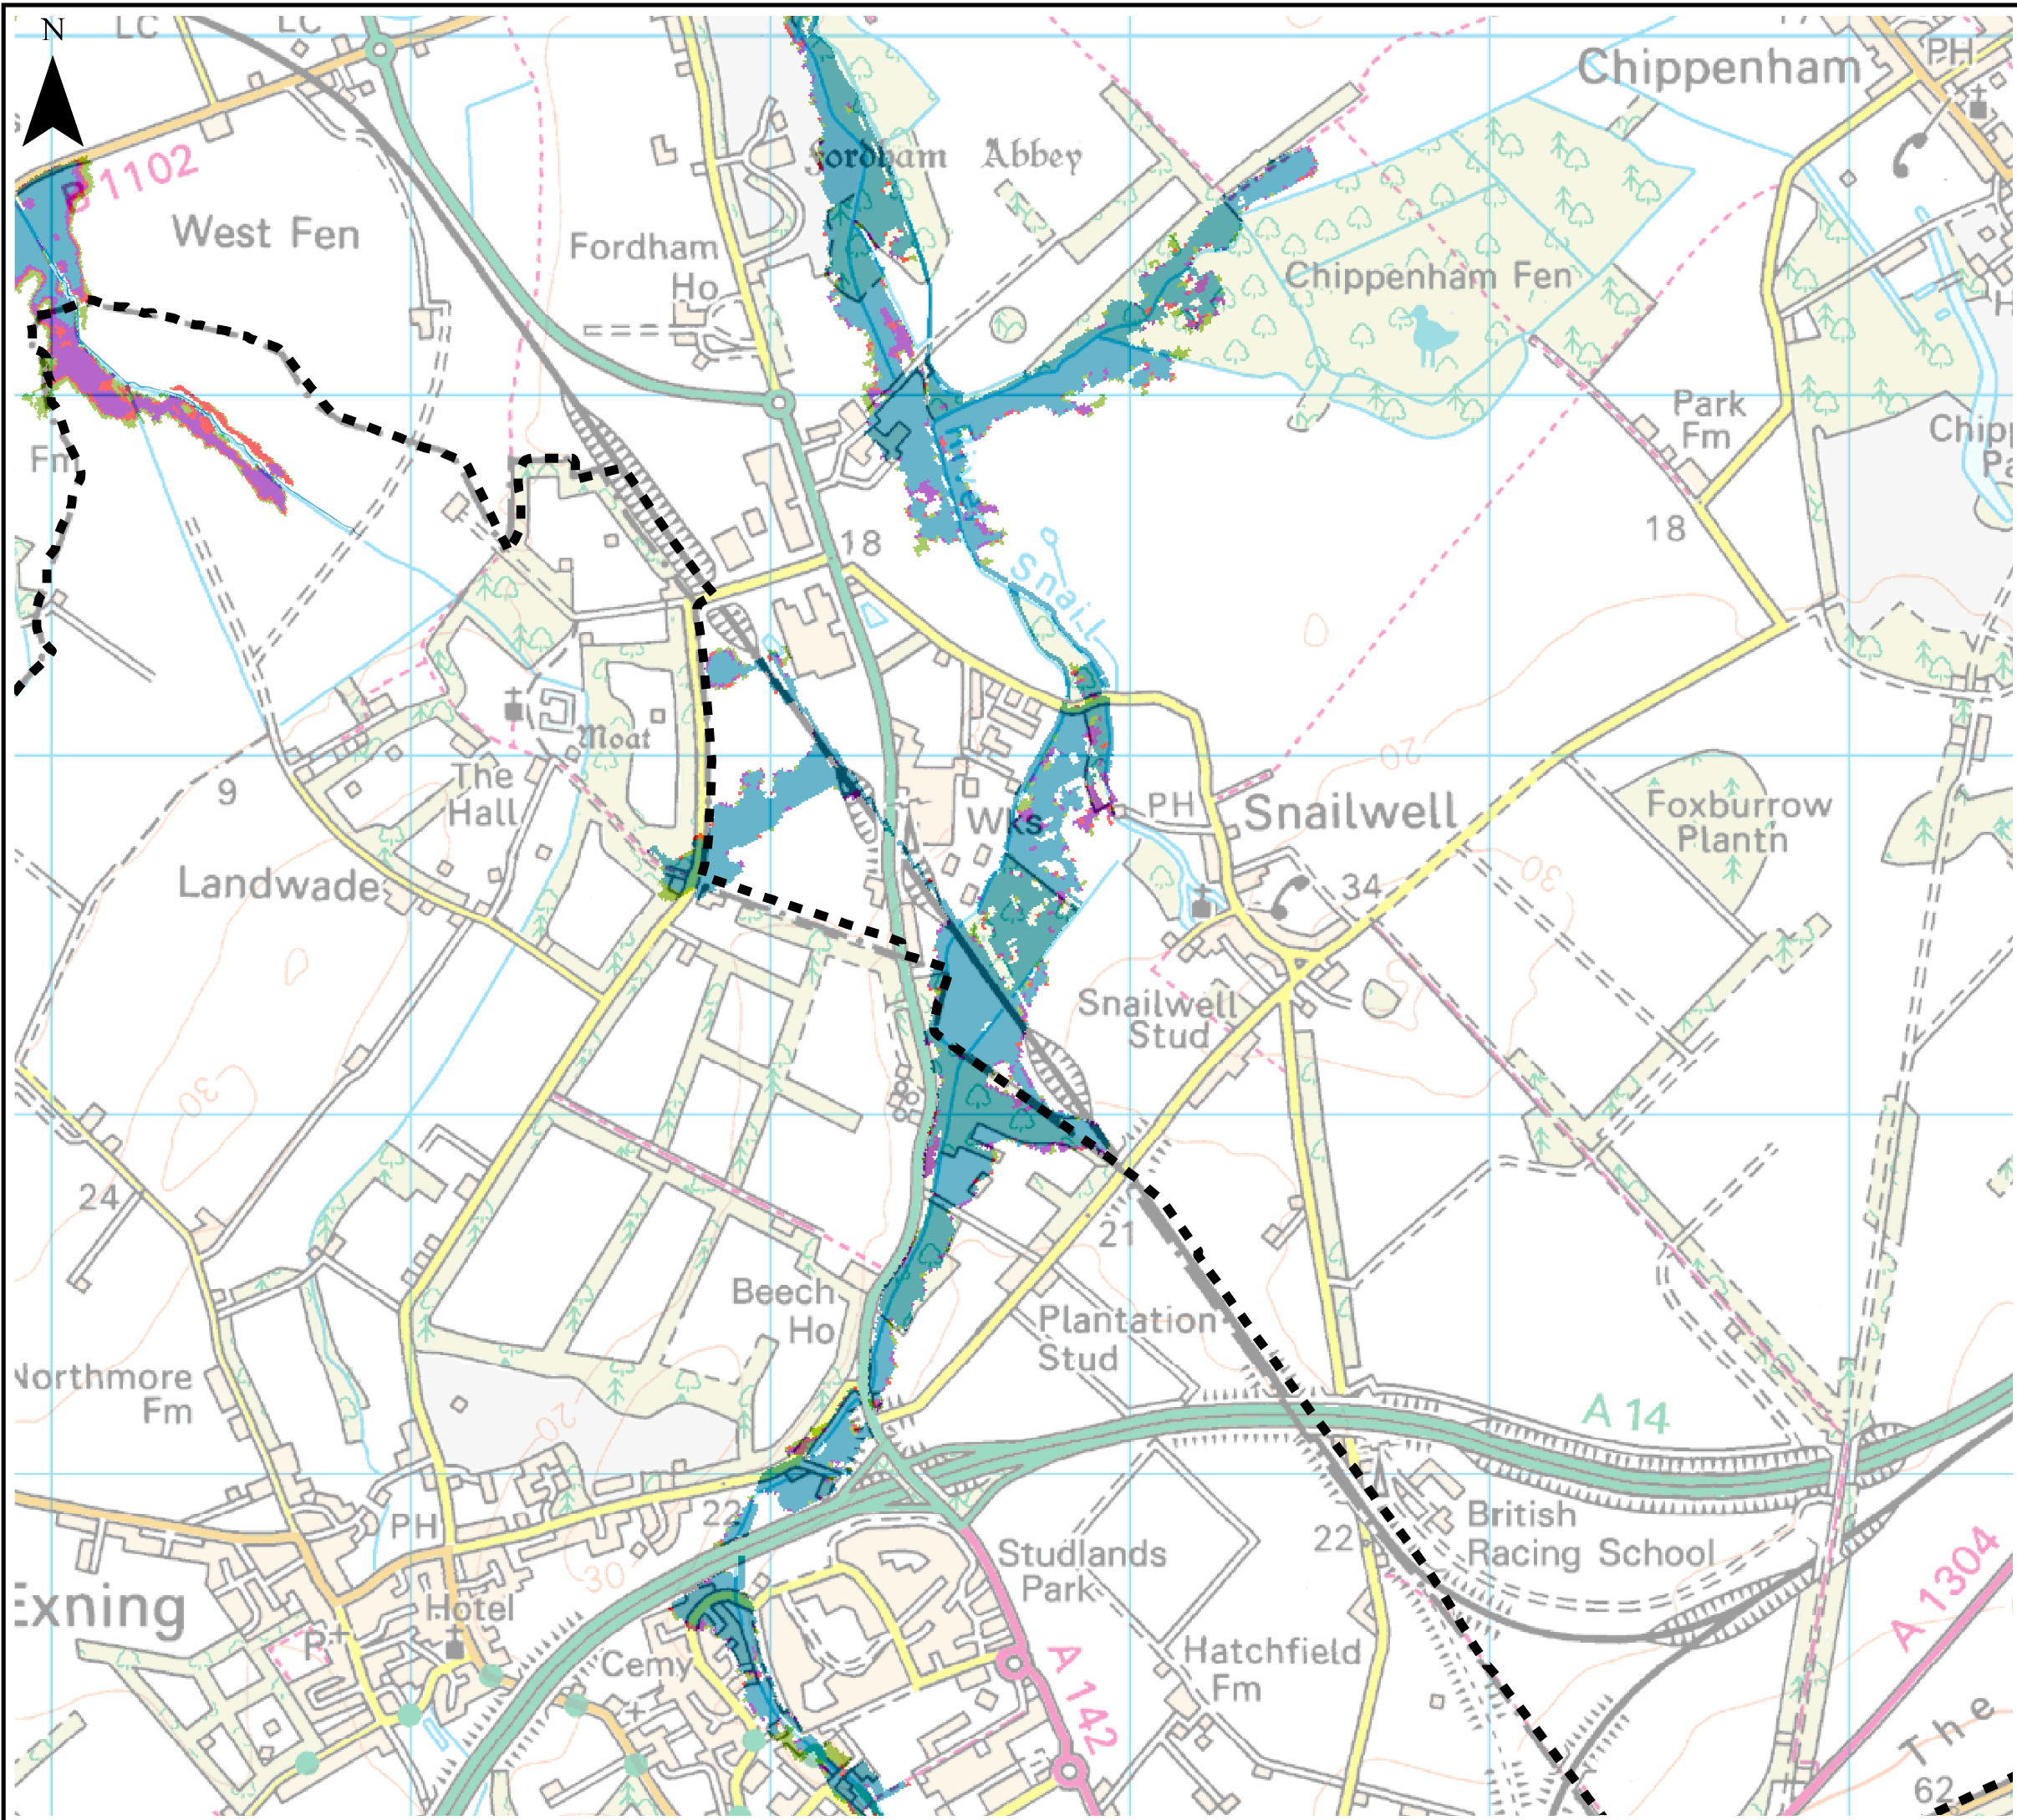 N
LC
LC
17
PH
Chippenham
B 1102
West Fen
Fordham Abbey
Fordham
Ho
Chippenham Fen
Park
Fm
Fm
18
18
Snail
Moat
The
Hall
9
Wks
PH
Snailwell
Foxburrow
Plantn
20
30
34
Landwade
Snailwell
Stud
30
24
21
Beech
Ho
Plantation
Stud
Northmore
Fm
20
A 14
22
PH
British
Racing School
22
Studlands
Park
30
Exning
Hotel
Cemy
A 142
Hatchfield
Fm
A 1304
The
62